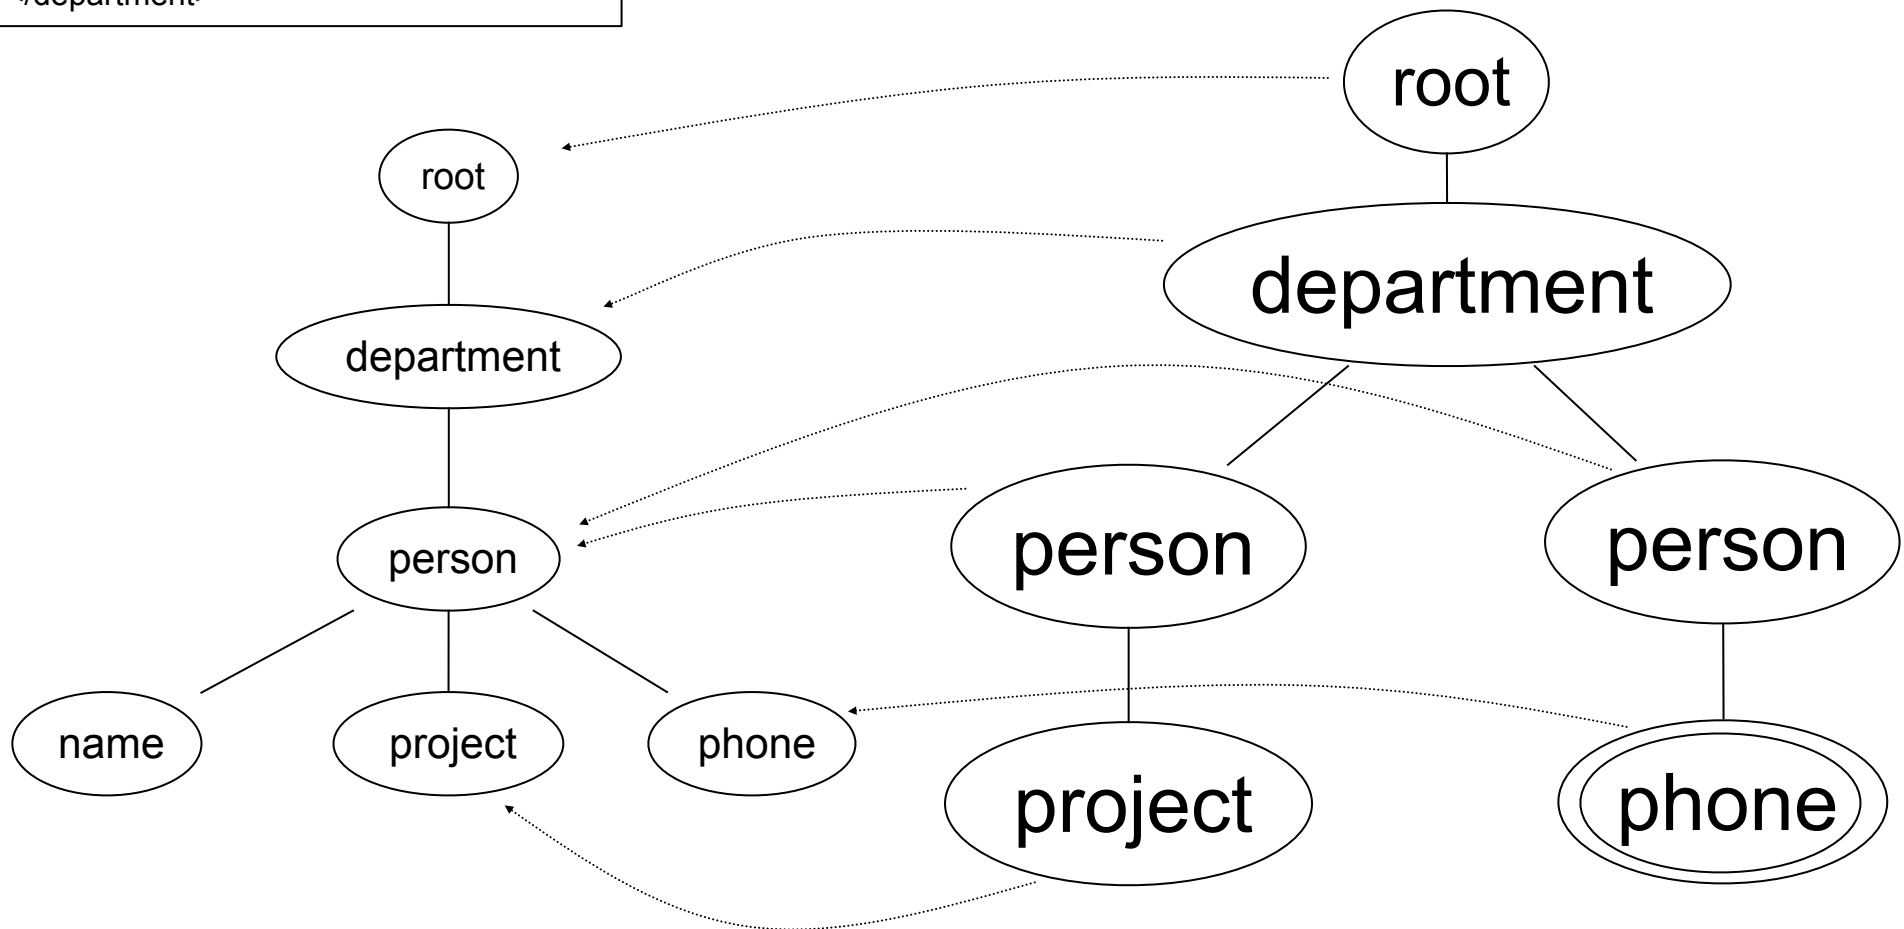 </department>
root
root
department
department
person
person
person
name
project
phone
project
phone